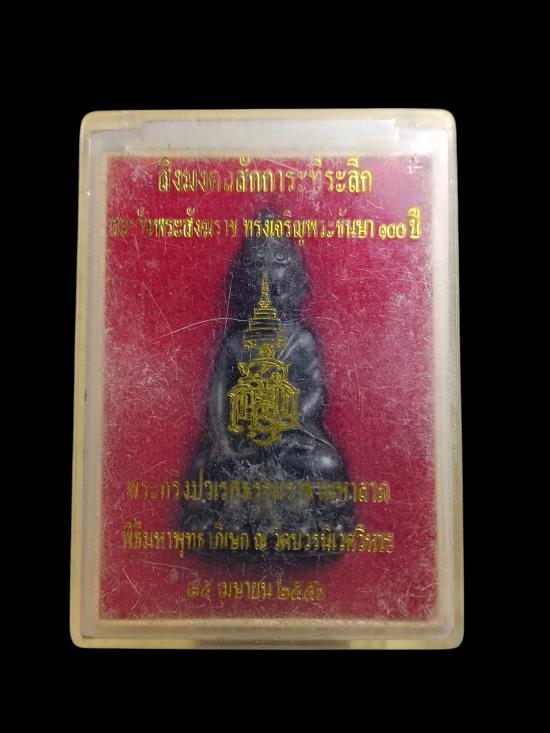 สิ่งมงคลสักการะที่ระลึก
สมเด็จพระสังฆราช ทรงเจริญพระชันษา ๑๐๐ ปี
พระกริ่งปวเรศ
พิธีมหาพุทธาภิเษก ณ วัดบวรนิเวศวิหาร
๒๕ เมษายน ๒๕๕๖